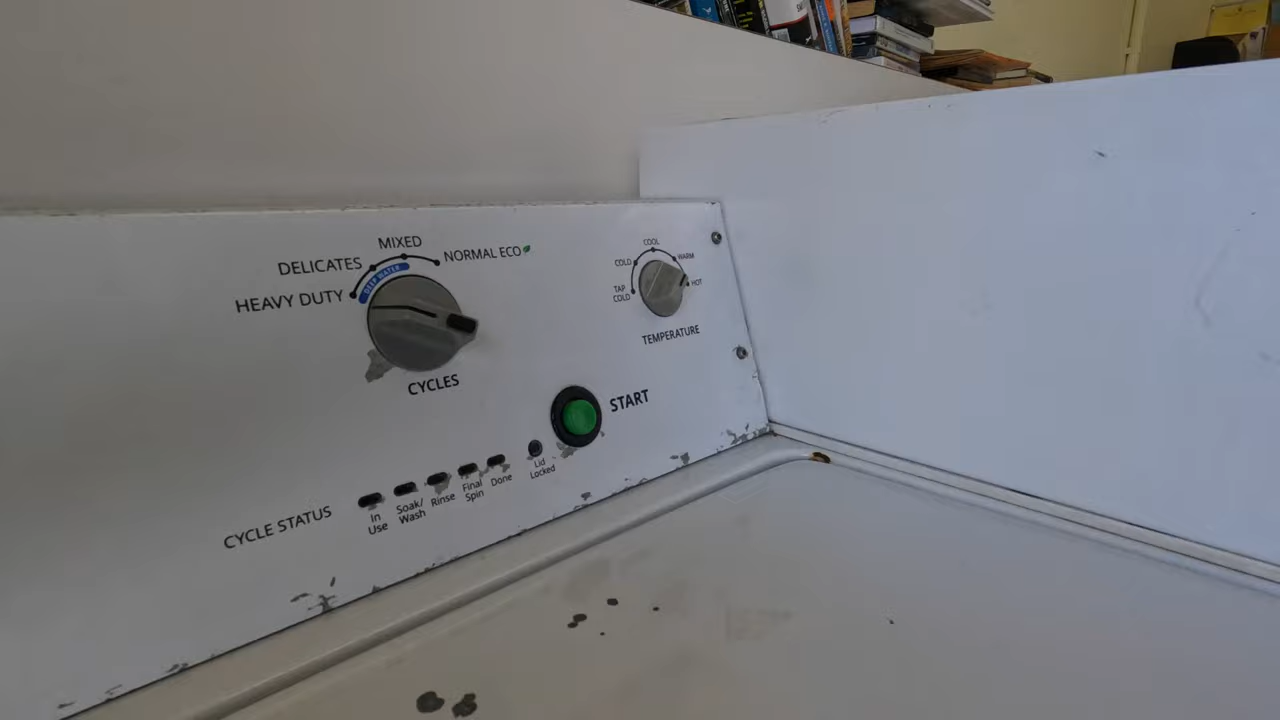 MIXED
DELICATES
NORMAL ECO
HEAVY DUTY
DEEP WATER
CYCLES
COOL
COLD
WARM
TAP
COLD
HOT
TEMPERATURE
START
CYCLE STATUS
In
Use
Soak/
Wash
Rinse
Final
Spin
Done
Lid
Locked